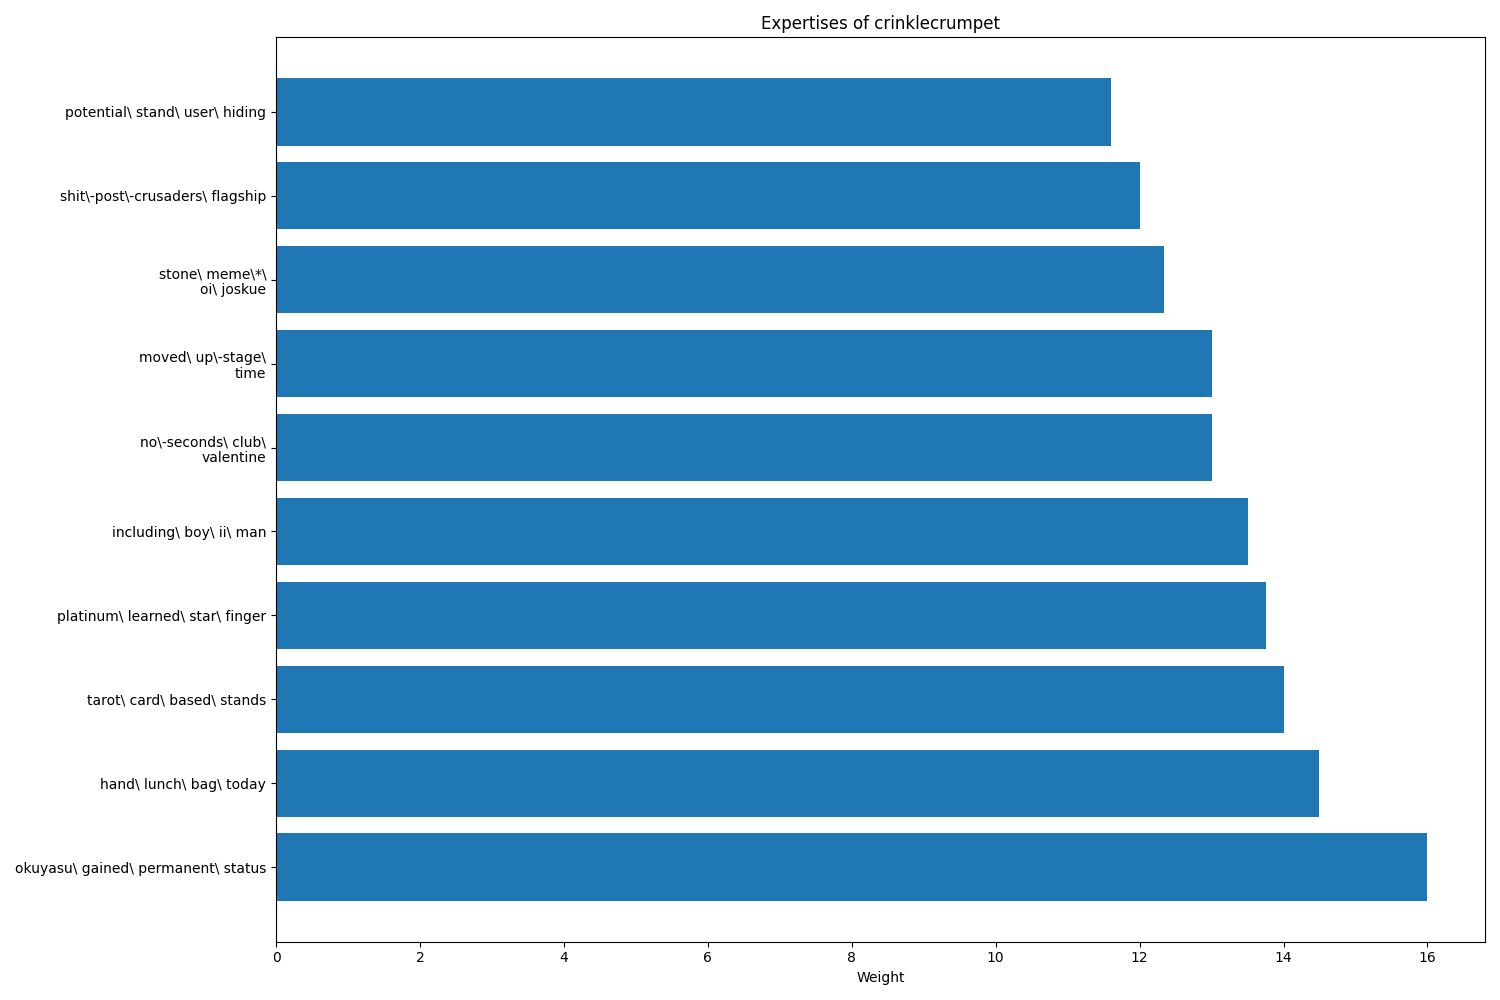 Expertises of crinklecrumpet
potential\ stand\ user\ hiding
shit\-post\-crusaders\ flagship
stone\ meme\*\
oi\ joskue
moved\ up\-stage\
time
no\-seconds\ club\
valentine
including\ boy\ ii\ man
platinum\ learned\ star\ finger
tarot\ card\ based\ stands
hand\ lunch\ bag\ today
okuyasu\ gained\ permanent\ status
0 2 4 6 8 10 12 14 16
Weight